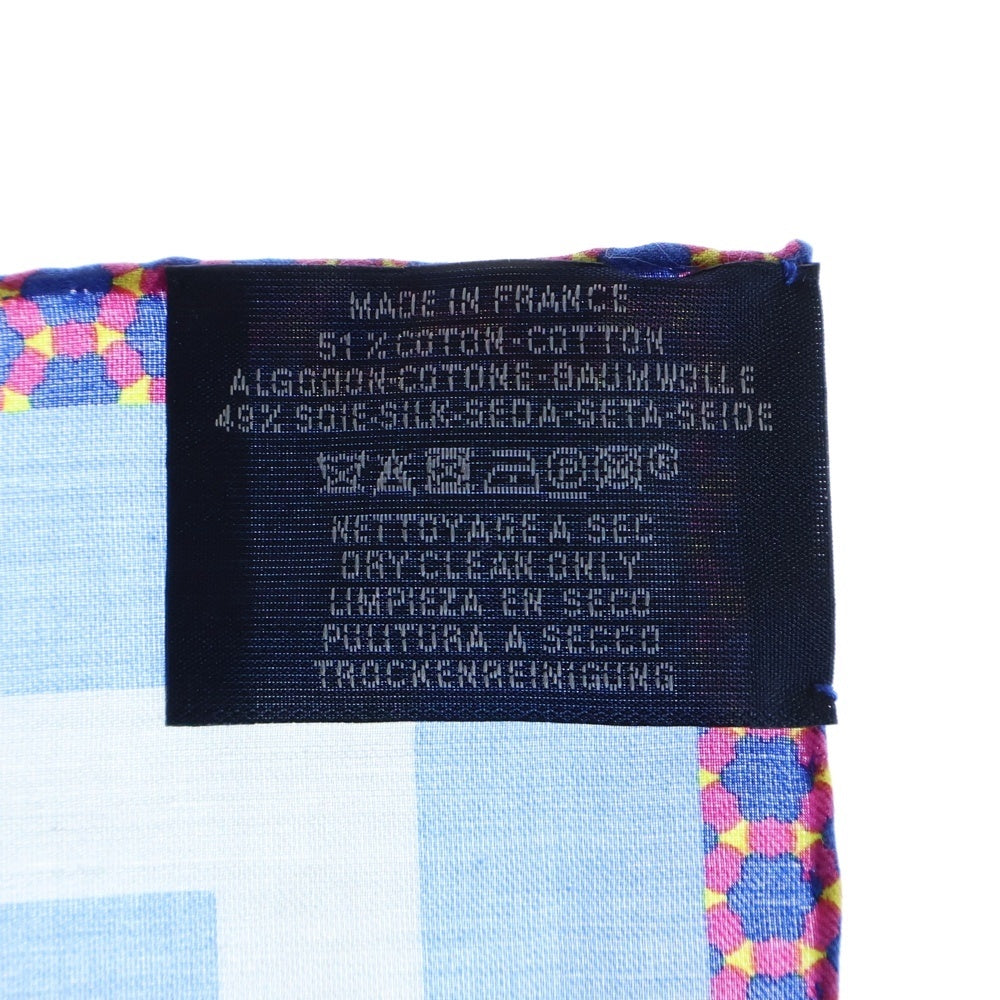 MADE IN FRANCE
51 % COTON-COTTON
ALGODON-COTONE-BAUMWOLLE
49% SOIE-SILK-SEDA-SETA-SEIDE
P ®
NETTOYAGE A SEC
DRY CLEAN ONLY
LIMPIEZA EN SECO
PULITURA A SECCO
TROCKENREINIGUNG